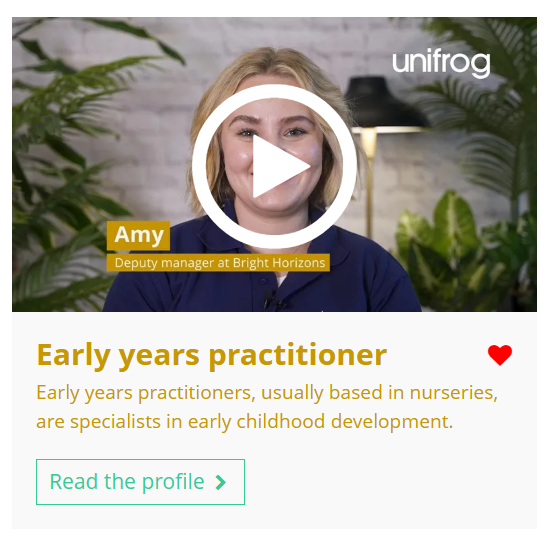 unifrog
Amy
Deputy manager at Bright Horizons
Early years practitioner
Early years practitioners, usually based in nurseries,
are specialists in early childhood development.
Read the profile